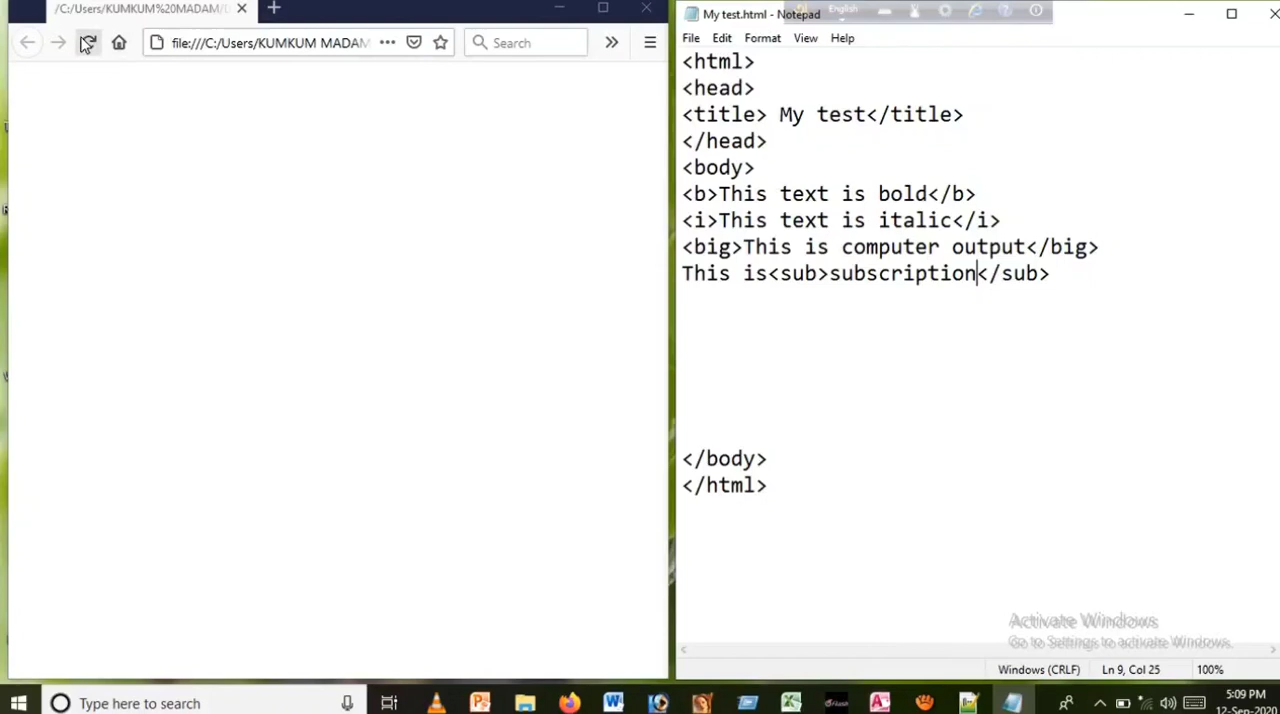 /C:/Users/KUMKUM%20MADAM/D
file:///C:/Users/KUMKUM MADAM
Search
My test.html - Notepad
English
File Edit Format View Help
<html>
<head>
<title> My test</title>
</head>
<body>
<b>This text is bold</b>
<i>This text is italic</i>
<big>This is computer output</big>
This is<sub>subscription</sub>
</body>
</html>
Activate Windows
Go to Settings to activate Windows.
Windows (CRLF) Ln 9, Col 25 100%
Type here to search
5:09 PM
12-Sep-2020